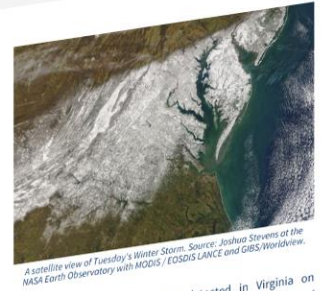 A satellite view of Tuesday's Winter Storm. Source: Joshua Stevens at the
NASA Earth Observatory with MODIS / EOSDIS LANCE and GIBS/Worldview.
in Virginia on